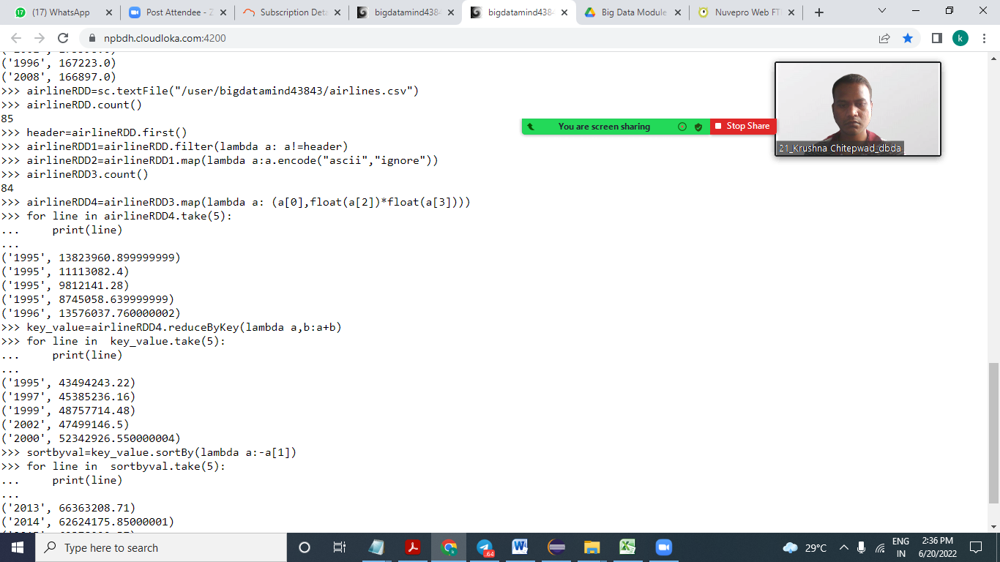 (17) WhatsApp
Post Attendee - Z
Subscription Deta
bigdatamind4384
bigdatamind4384
Big Data Module
Nuvepro Web FT
npbdh.cloudloka.com:4200
k
('1996', 167223.0)
('2008', 166897.0)
>>> airlineRDD=sc.textFile("/user/bigdatamind43843/airlines.csv")
>>> airlineRDD.count()
85
>>> header=airlineRDD.first()
>>> airlineRDD1=airlineRDD.filter(lambda a: a!=header)
>>> airlineRDD2=airlineRDD1.map(lambda a:a.encode("ascii","ignore"))
>>> airlineRDD3.count()
84
>>> airlineRDD4=airlineRDD3.map(lambda a: (a[0],float(a[2])*float(a[3])))
>>> for line in airlineRDD4.take(5):
...     print(line)
...
('1995', 13823960.899999999)
('1995', 11113082.4)
('1995', 9812141.28)
('1995', 8745058.639999999)
('1996', 13576037.760000002)
>>> key_value=airlineRDD4.reduceByKey(lambda a,b:a+b)
>>> for line in  key_value.take(5):
...     print(line)
...
('1995', 43494243.22)
('1997', 45385236.16)
('1999', 48757714.48)
('2002', 47499146.5)
('2000', 52342926.550000004)
>>> sortbyval=key_value.sortBy(lambda a:-a[1])
>>> for line in  sortbyval.take(5):
...     print(line)
...
('2013', 66363208.71)
('2014', 62624175.85000001)
You are screen sharing
Stop Share
21_Krushna Chitepwad_dbda
Type here to search
.64
29°C
ENG
IN
2:36 PM
6/20/2022